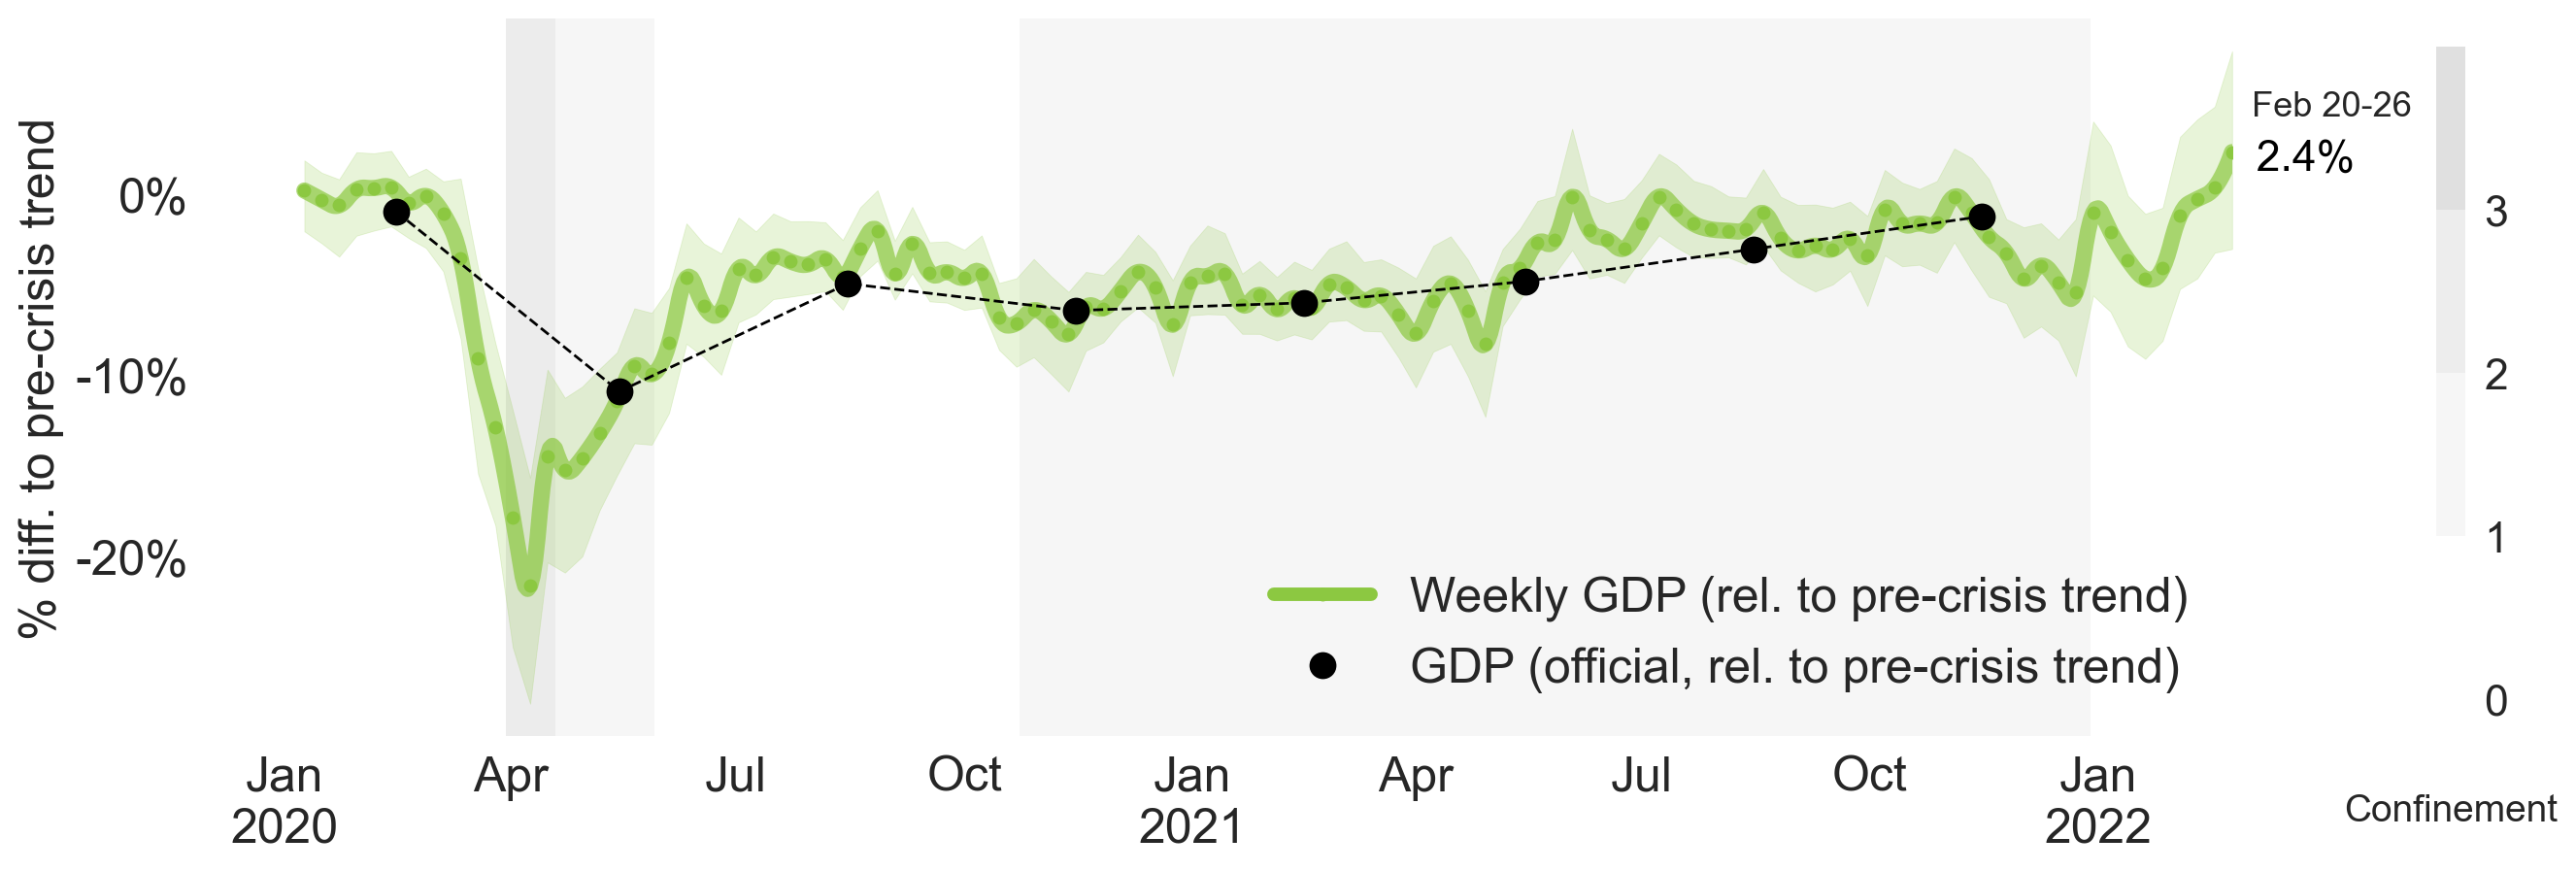 % diff. to pre-crisis trend
0%
-10%
-20%
Feb 20-26
2.4%
3
2
1
0
Weekly GDP (rel. to pre-crisis trend)
GDP (official, rel. to pre-crisis trend)
Jan Apr Jul Oct Jan Apr Jul Oct Jan
2020 2021 2022
Confinement